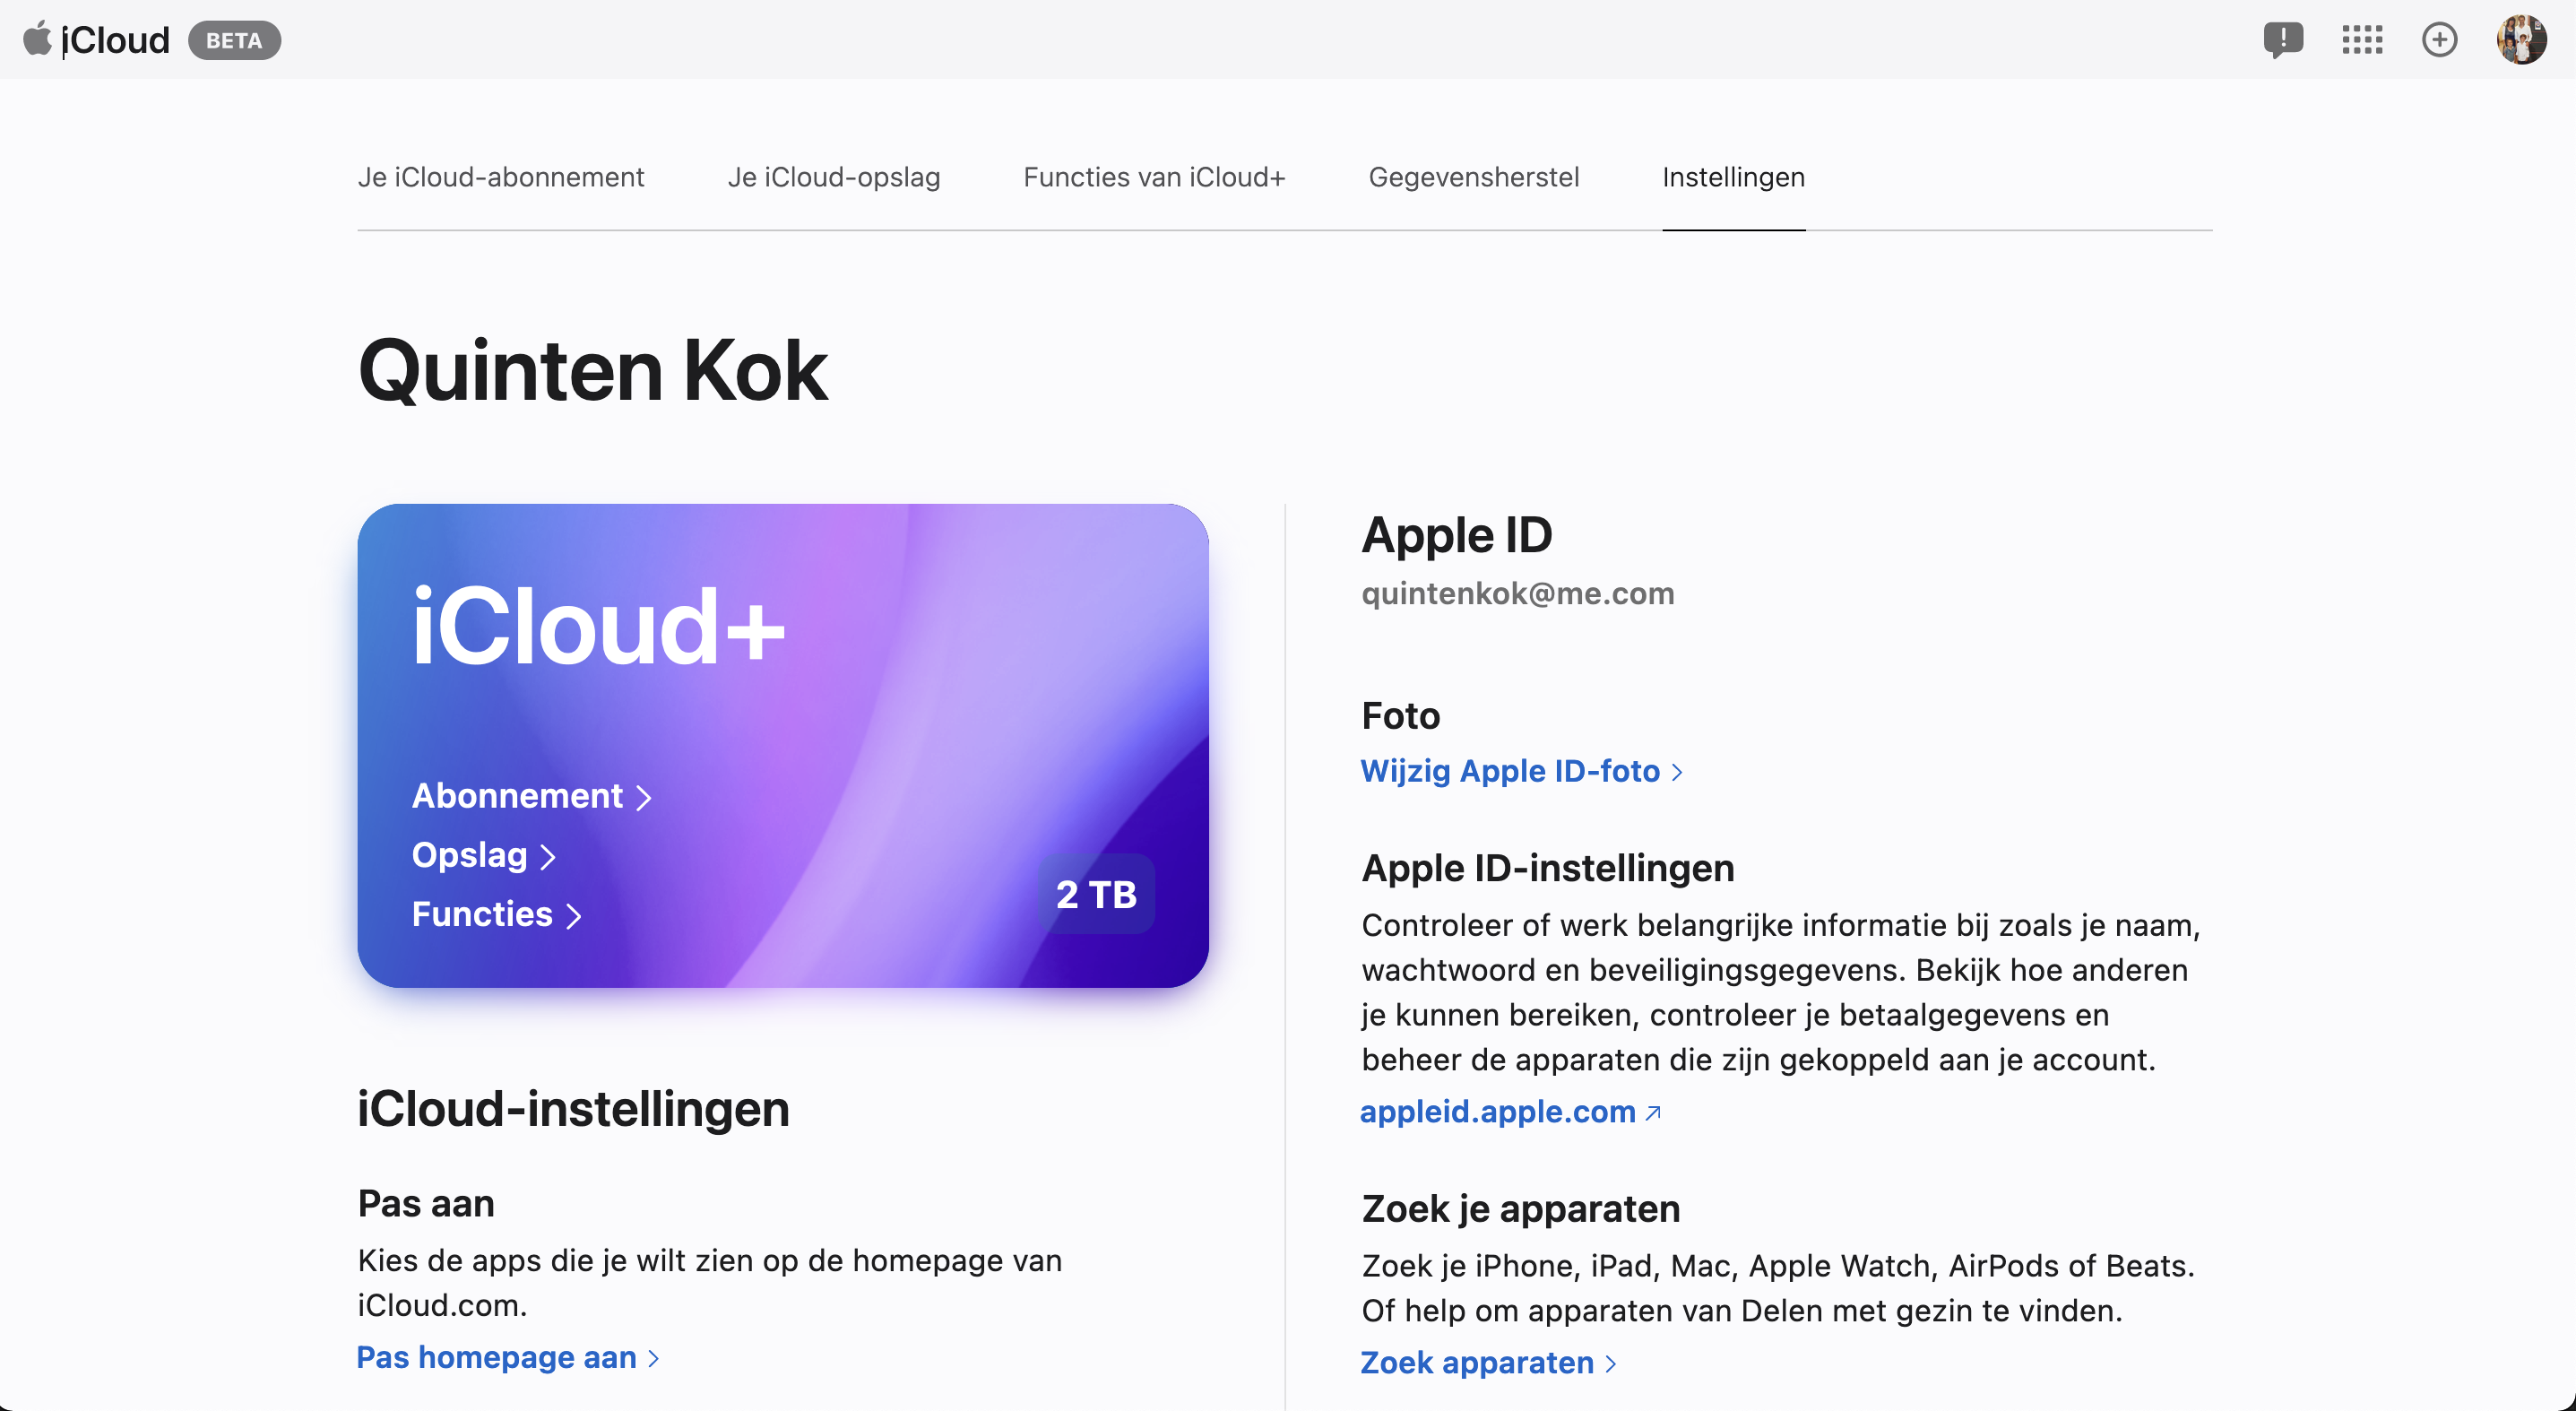 iCloud BETA
Je iCloud-abonnement Je iCloud-opslag Functies van iCloud+ Gegevensherstel Instellingen
Quinten Kok
iCloud+
Abonnement
Opslag
Functies
2 TB
iCloud-instellingen
Pas aan
Kies de apps die je wilt zien op de homepage van
iCloud.com.
Pas homepage aan
Apple ID
quintenkok@me.com
Foto
Wijzig Apple ID-foto
Apple ID-instellingen
Controleer of werk belangrijke informatie bij zoals je naam,
wachtwoord en beveiligingsgegevens. Bekijk hoe anderen
je kunnen bereiken, controleer je betaalgegevens en
beheer de apparaten die zijn gekoppeld aan je account.
appleid.apple.com
Zoek je apparaten
Zoek je iPhone, iPad, Mac, Apple Watch, AirPods of Beats.
Of help om apparaten van Delen met gezin te vinden.
Zoek apparaten